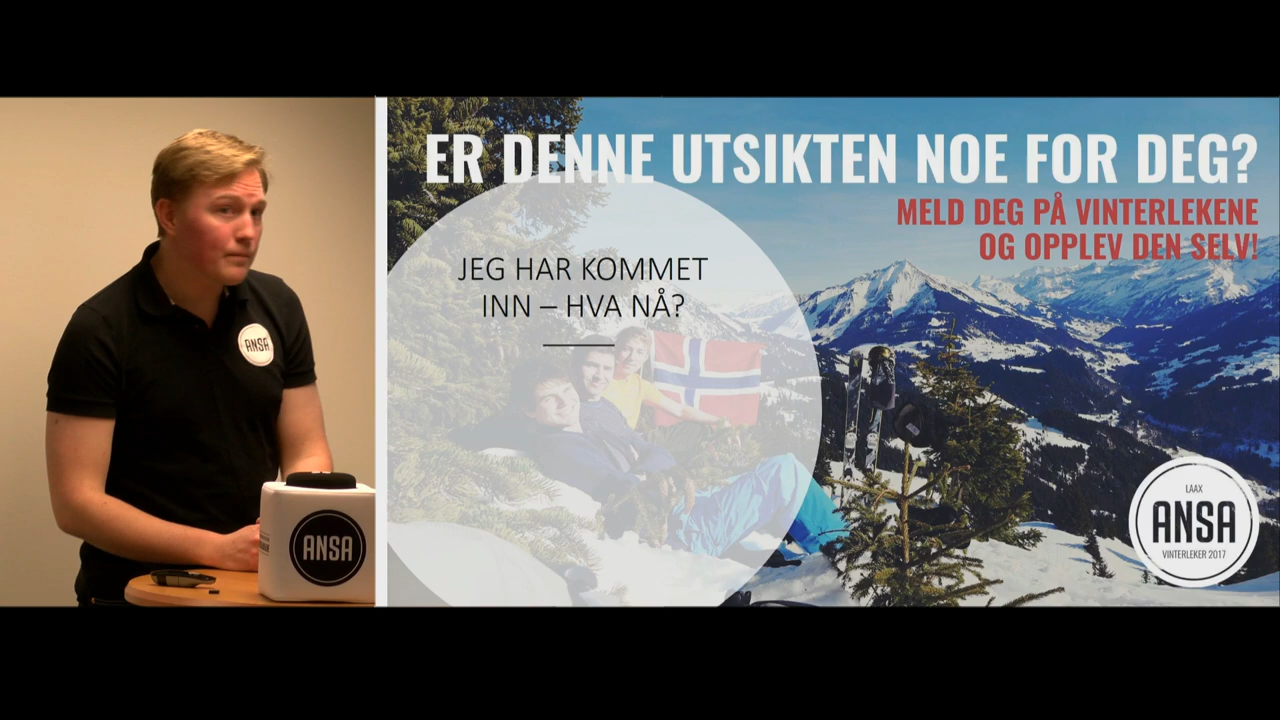 ER DENNE UTSIKTEN NOE FOR DEG?
MELD DEG PÅ VINTERLEKENE
OG OPPLEV DEN SELV!
JEG HAR KOMMET
INN – HVA NÅ?
ANSA
ANSA
LAAX
ANSA
VINTERLEKER 2017